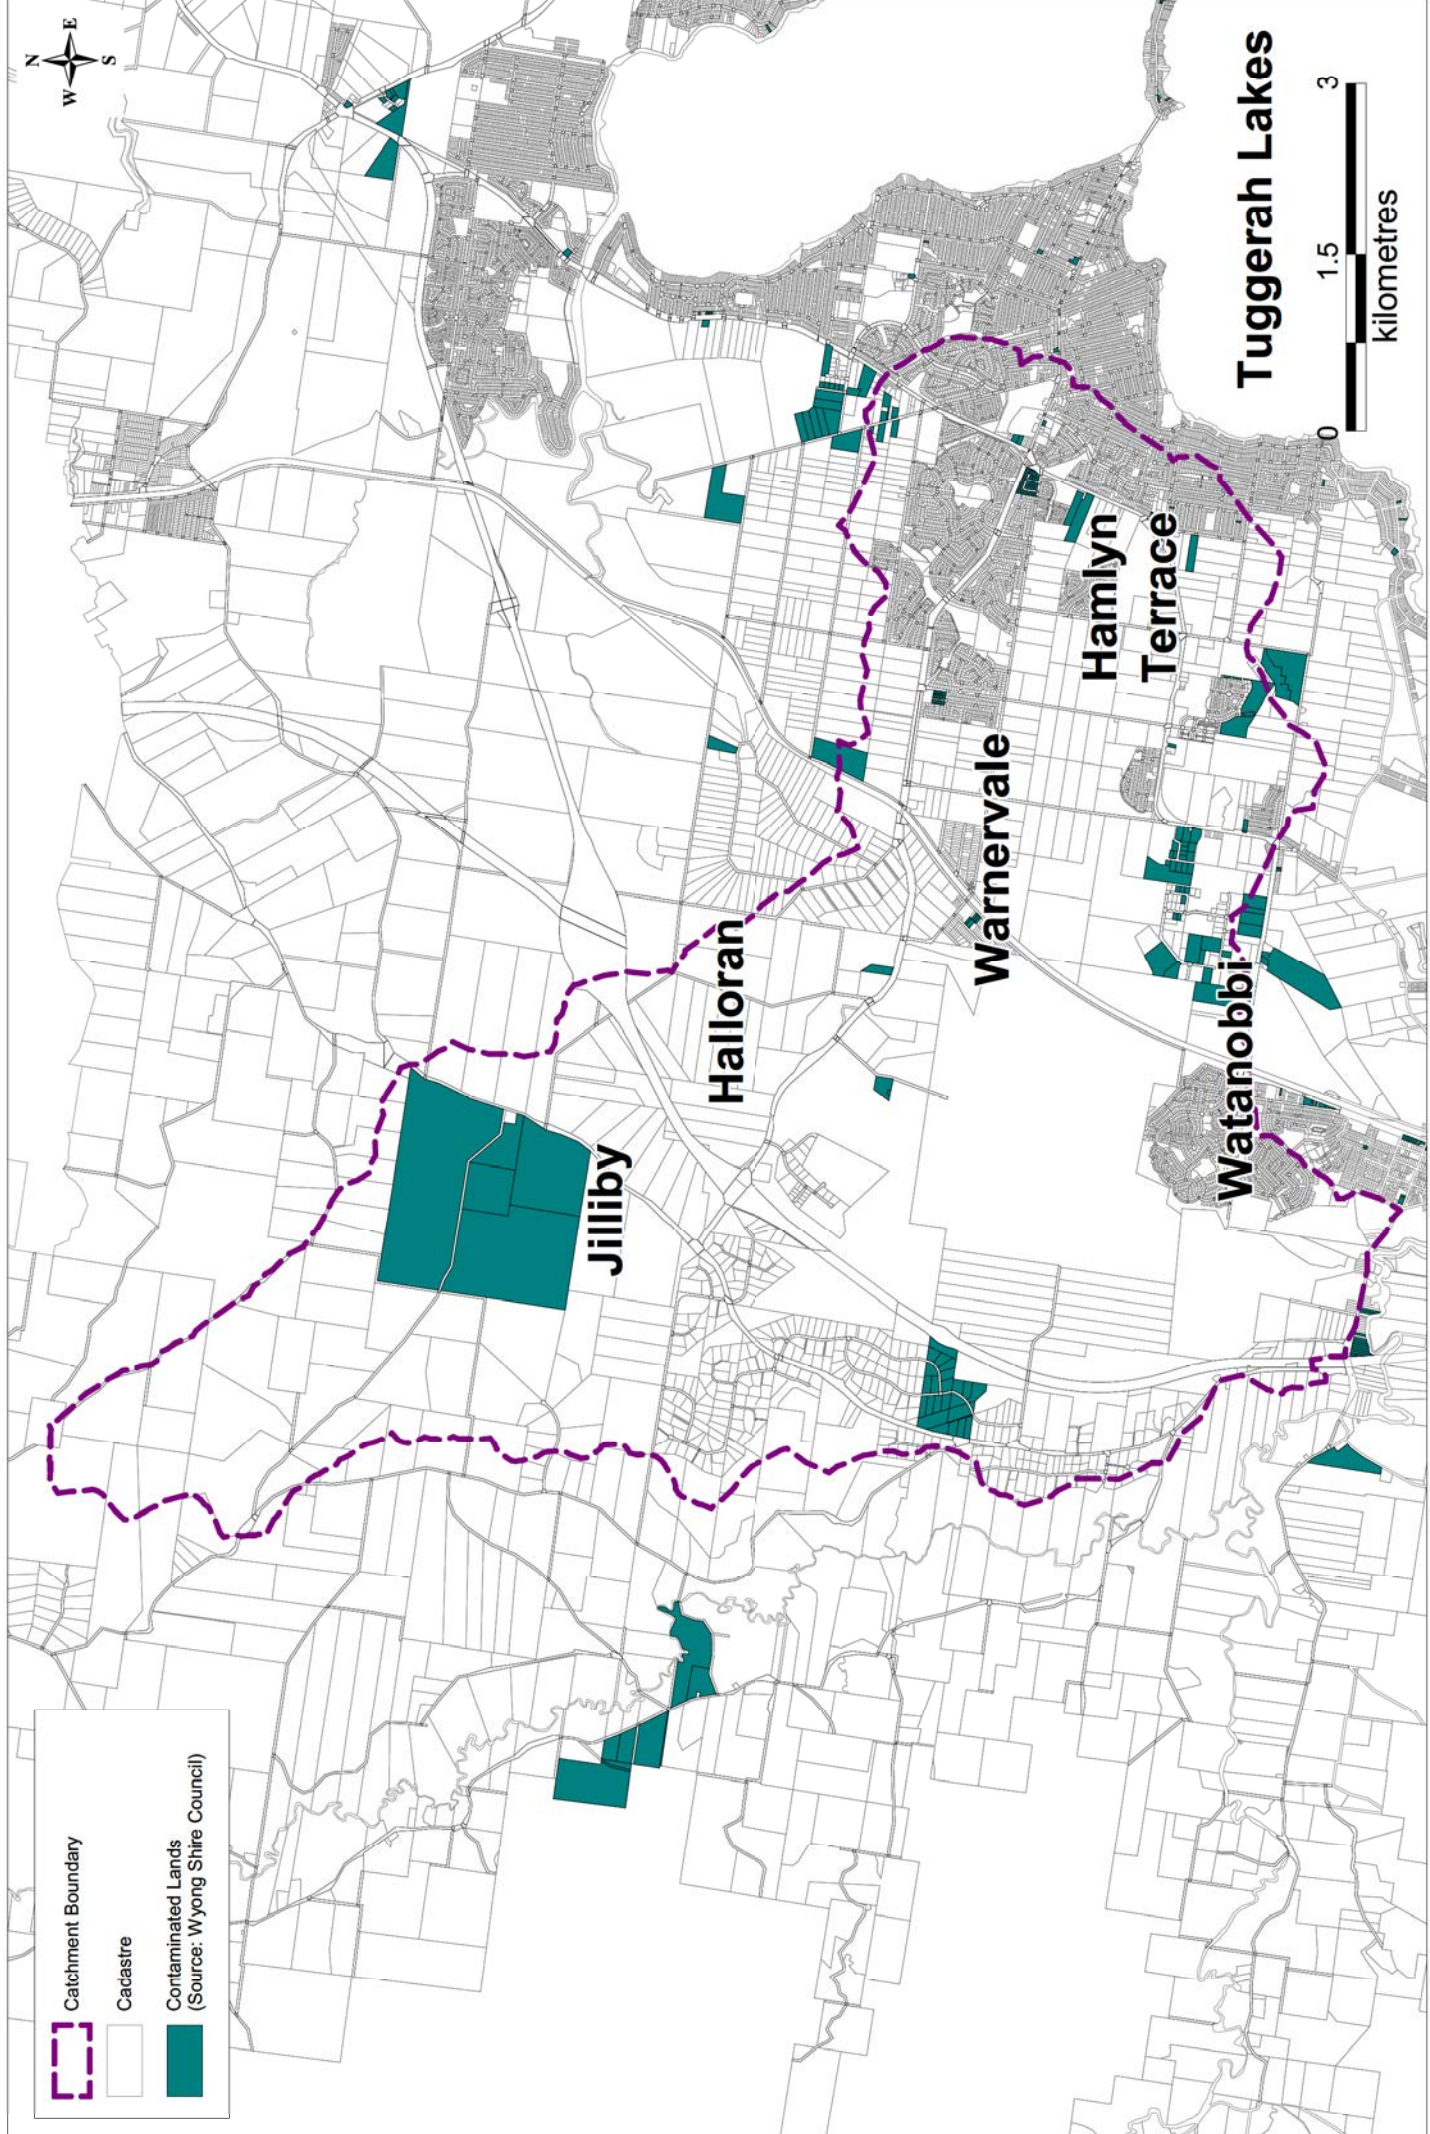 Catchment Boundary
Cadastre
Contaminated Lands
(Source: Wyong Shire Council)
N
W
E
S
Jilliby
Halloran
Warnervale
Hamlyn
Terrace
Watanobbi
Tuggerah Lakes
0
1.5
3
kilometres